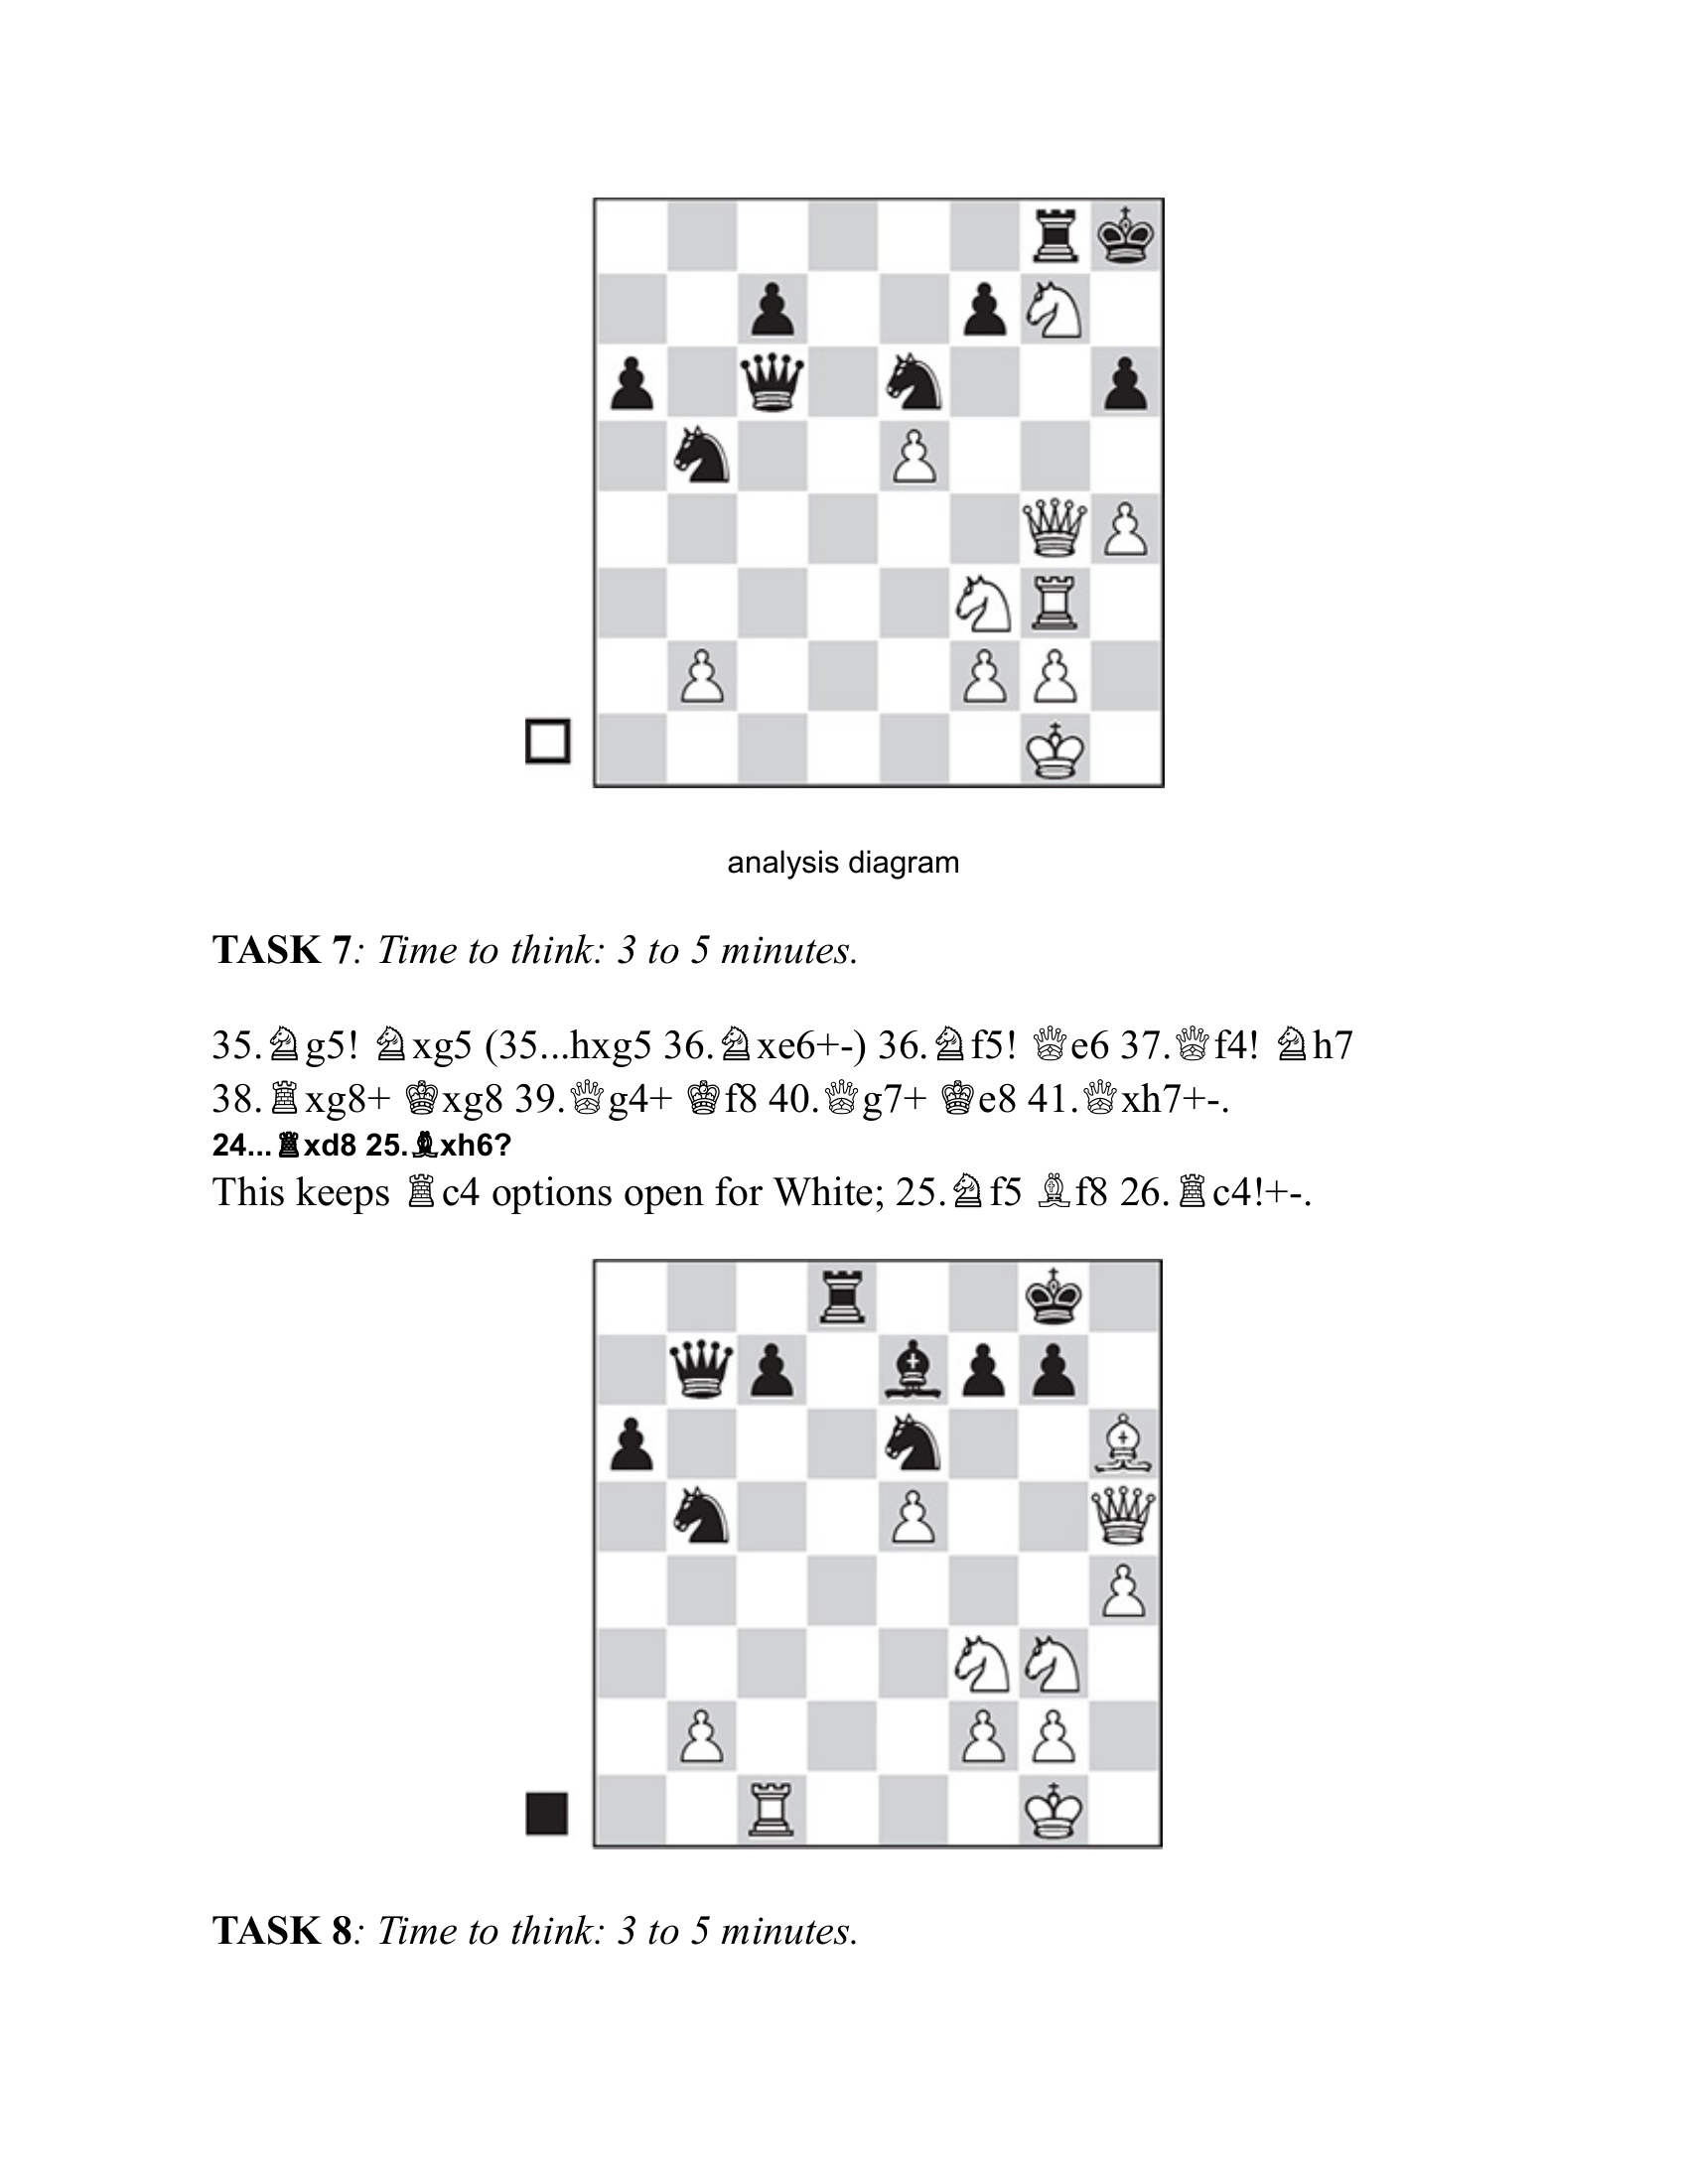 analysis diagram
TASK 7: Time to think: 3 to 5 minutes.
35.♘g5! ♘xg5 (35...hxg5 36.♘xe6+-) 36.♘f5! ♕e6 37.♕f4! ♘h7
38.♖xg8+ ♔xg8 39.♕g4+ ♔f8 40.♕g7+ ♔e8 41.♕xh7+-.
24...♖xd8 25.♗xh6?
This keeps ♖c4 options open for White; 25.♘f5 ♗f8 26.♖c4!+-.
TASK 8: Time to think: 3 to 5 minutes.